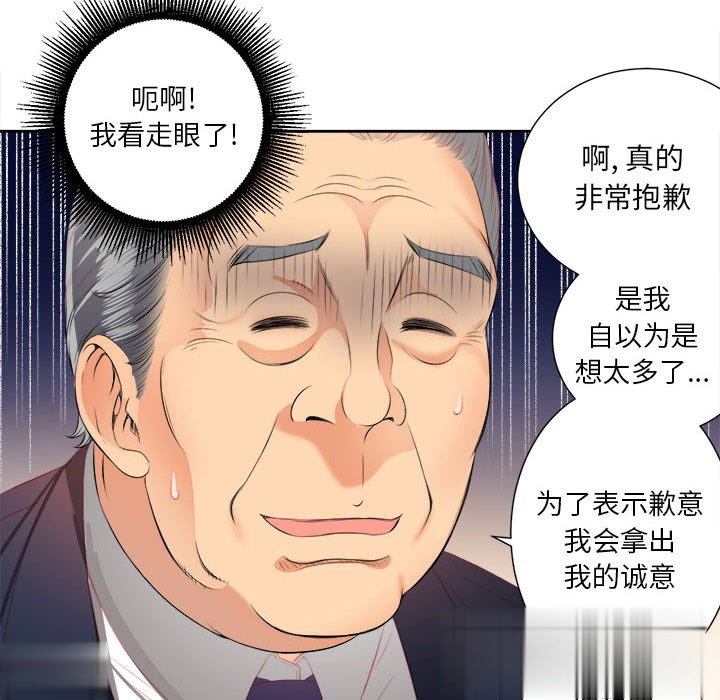 呃啊!
我看走眼了!
啊, 真的
非常抱歉
是我
自以为是
想太多了...
为了表示歉意
我会拿出
我的诚意